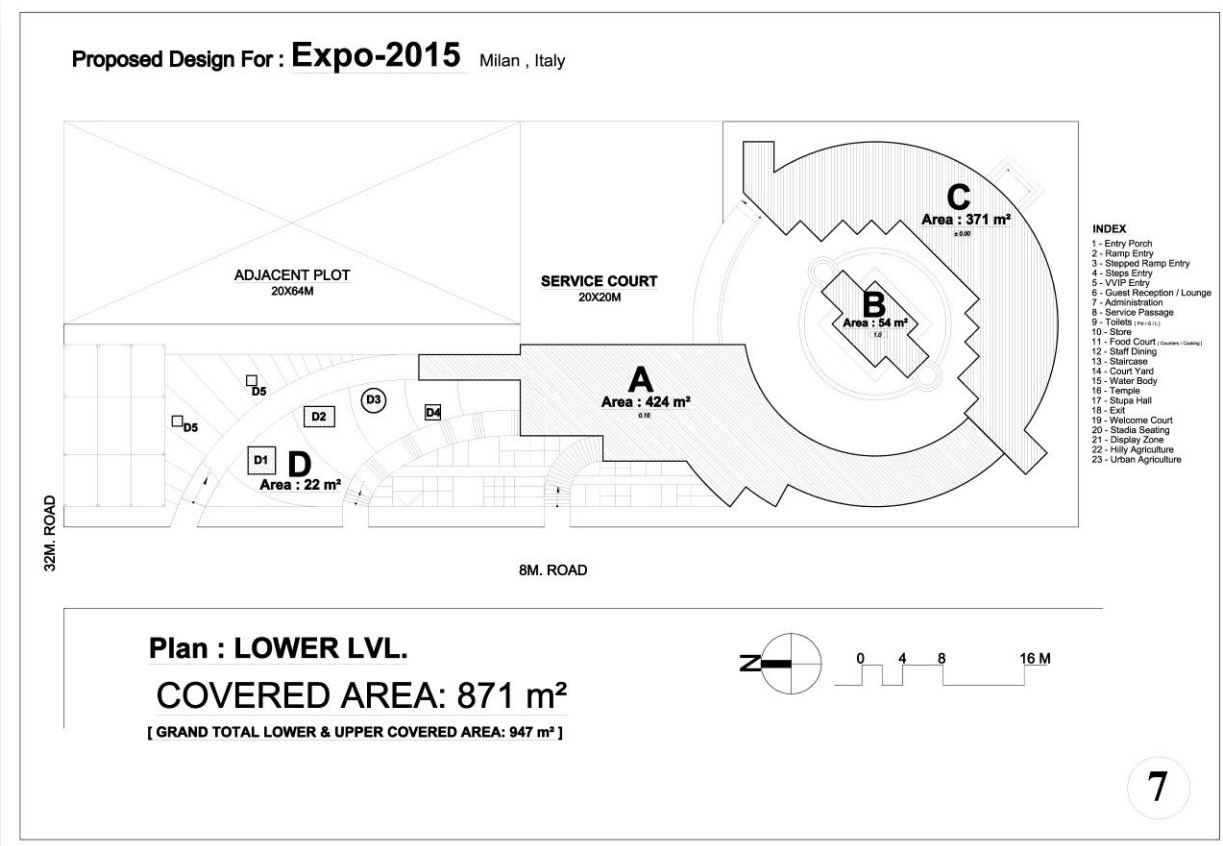 Proposed Design For : Expo-2015 Milan , Italy
ADJACENT PLOT
20X64M
SERVICE COURT
20X20M
C
Area : 371 m²
± 0.00
B
Area : 54 m²
1.0
A
Area : 424 m²
0.15
D5
D5
D3
D2
D4
D1
D
Area : 22 m²
INDEX
1 - Entry Porch
2 - Ramp Entry
3 - Stepped Ramp Entry
4 - Steps Entry
5 - VVIP Entry
6 - Guest Reception / Lounge
7 - Administration
8 - Service Passage
9 - Toilets
10 - Store
11 - Food Court [ Counters / Cooking ]
12 - Staff Dining
13 - Staircase
14 - Court Yard
15 - Water Body
16 - Temple
17 - Stupa Hall
18 - Exit
19 - Welcome Court
20 - Stadia Seating
21 - Display Zone
22 - Hilly Agriculture
23 - Urban Agriculture
32M. ROAD
8M. ROAD
Plan : LOWER LVL.
COVERED AREA: 871 m²
[ GRAND TOTAL LOWER & UPPER COVERED AREA: 947 m² ]
N
0 4 8 16 M
7